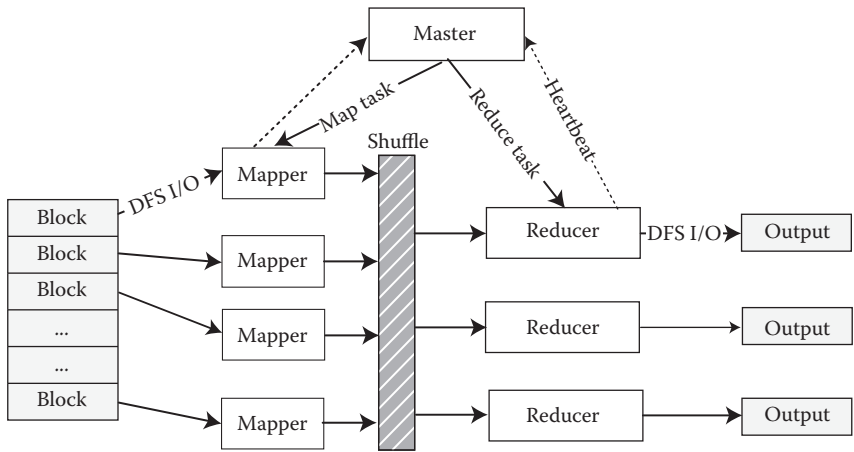 Master
Map task
Reduce task
Heartbeat
Shuffle
Block
Block
Block
...
...
Block
DFS I/O
Mapper
Mapper
Mapper
Mapper
Reducer
Reducer
Reducer
DFS I/O
Output
Output
Output